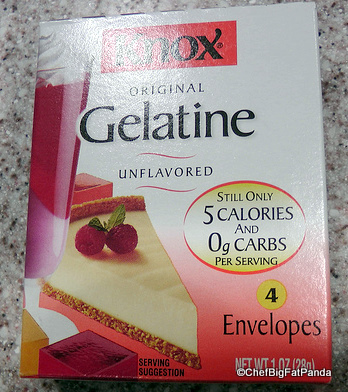 Knox
ORIGINAL
Gelatine
UNFLAVORED
STILL ONLY
5 CALORIES
AND
0g CARBS
PER SERVING
4
Envelopes
SERVING
SUGGESTION
NET WT 1 OZ (28g)
©ChefBigFatPanda